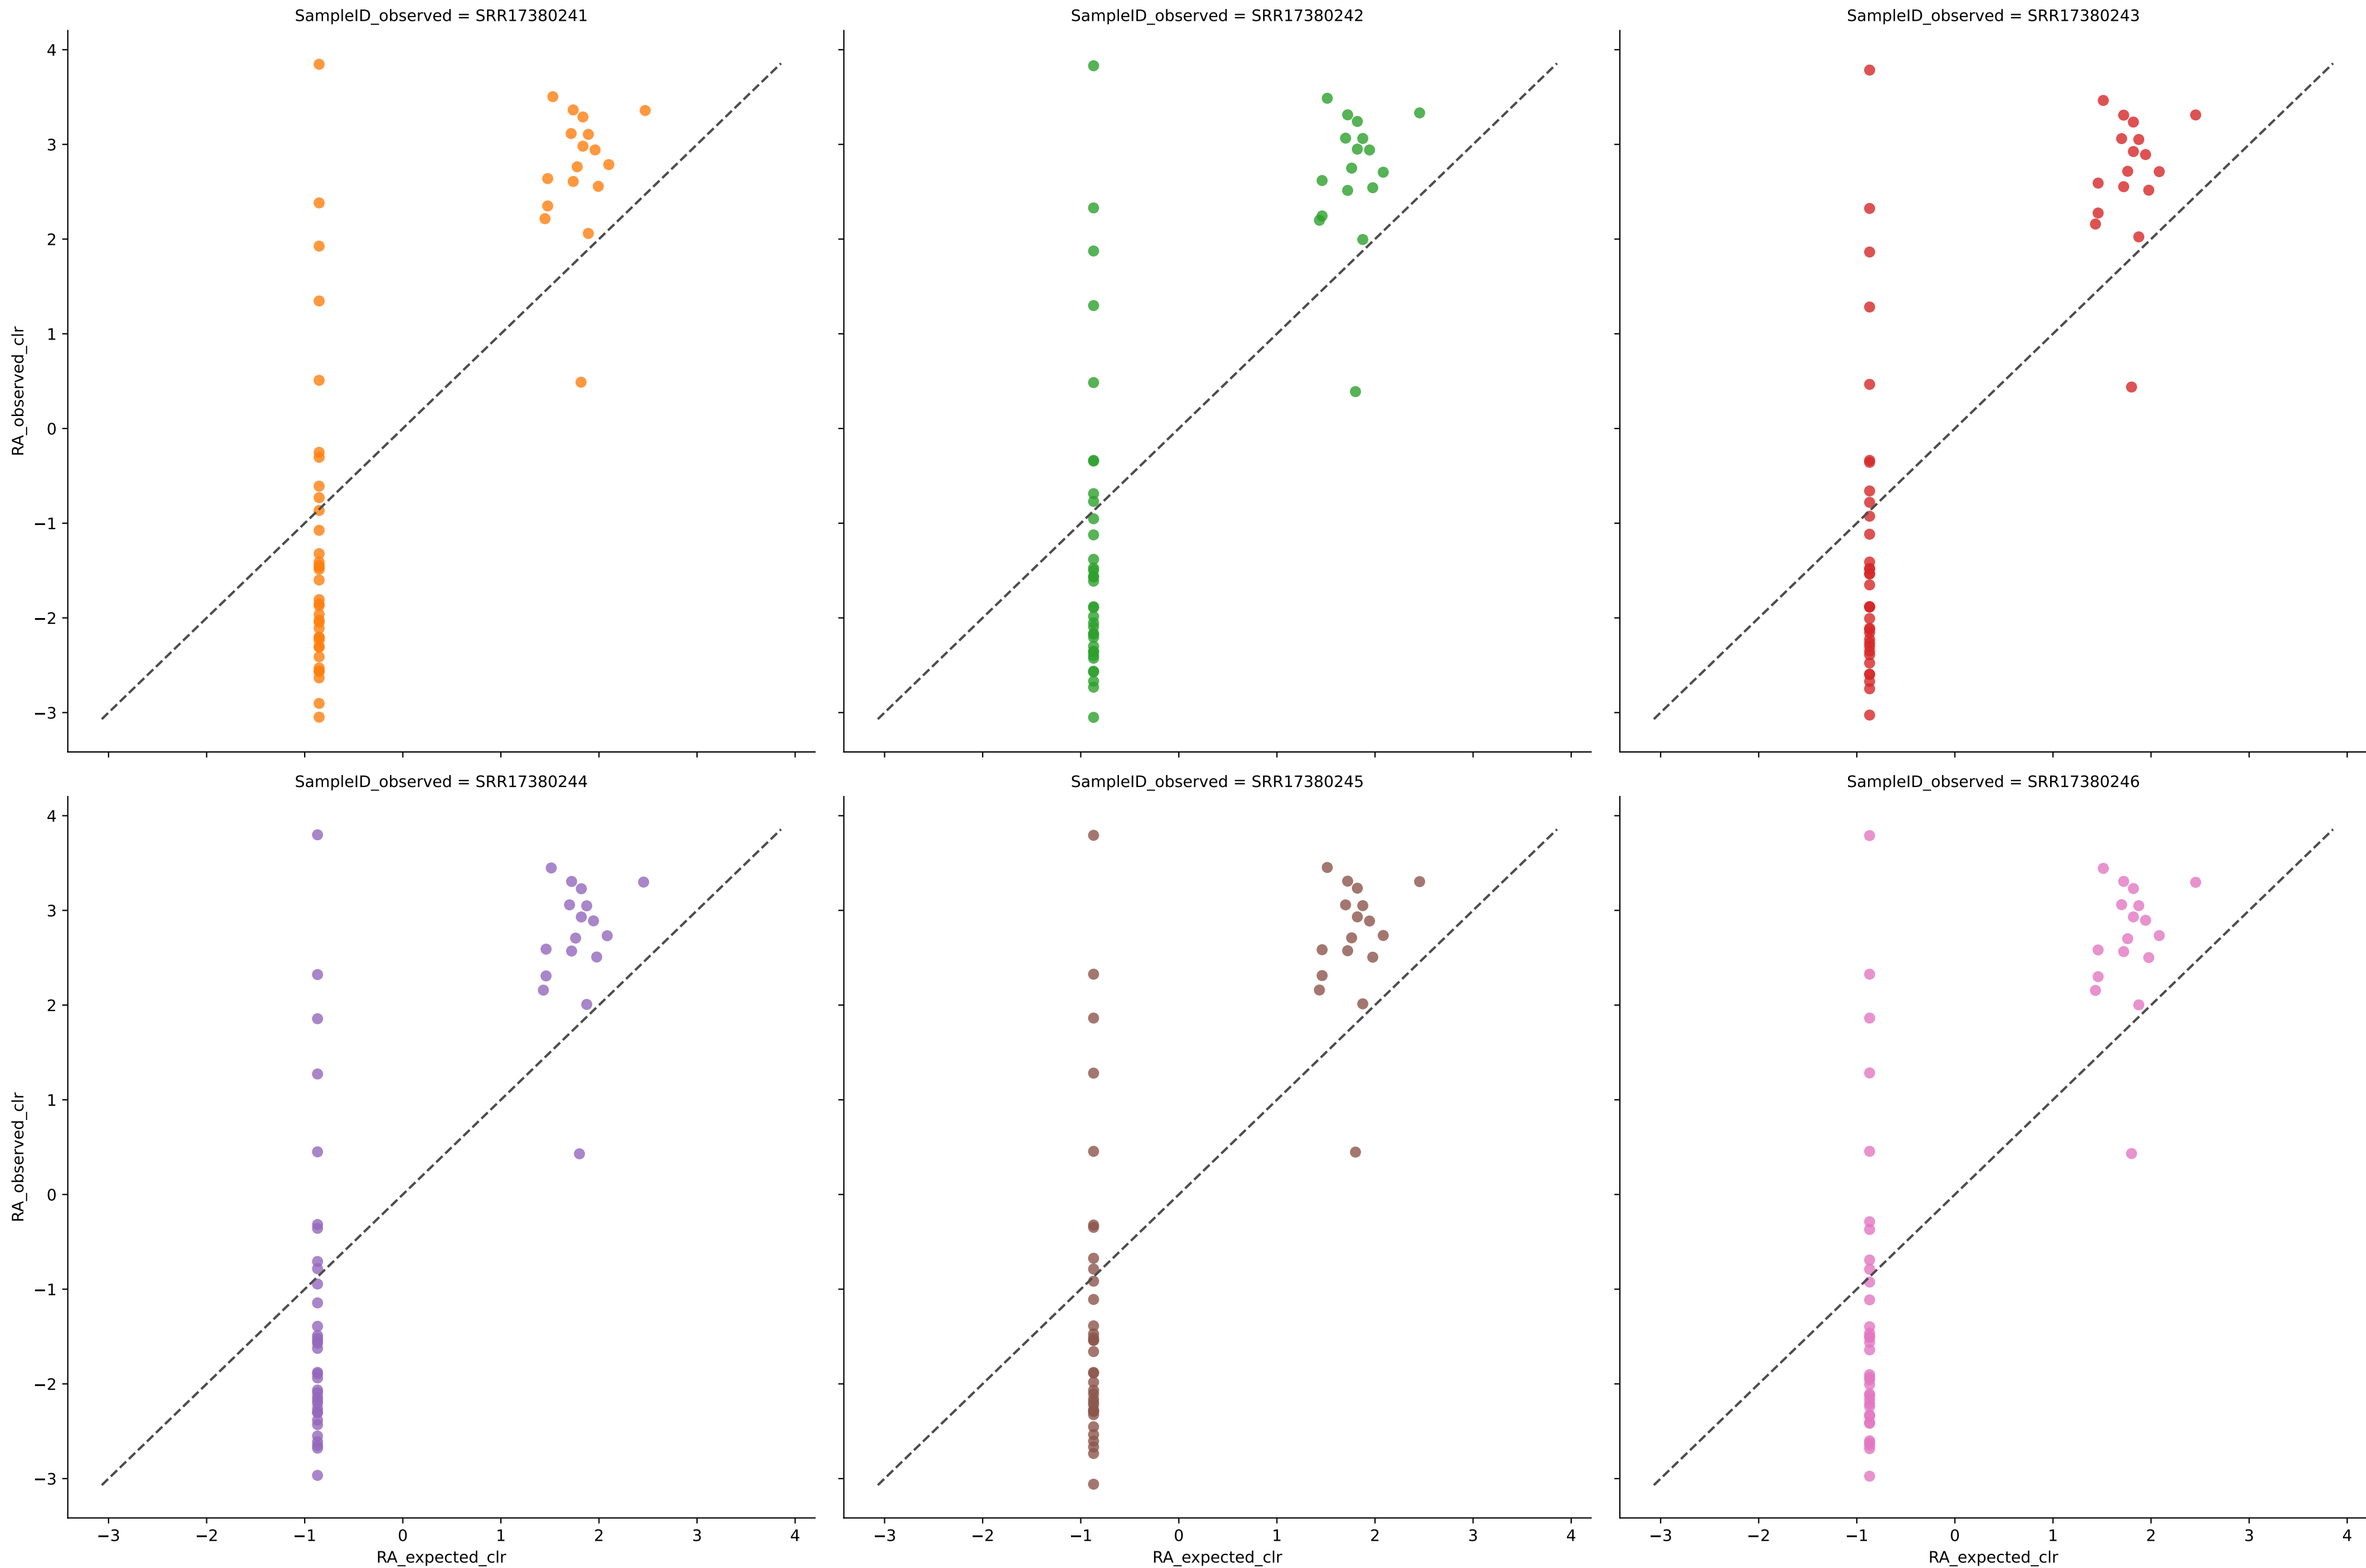 SampleID_observed = SRR17380241
SampleID_observed = SRR17380242
SampleID_observed = SRR17380243
4
3
2
1
0
−1
−2
−3
RA_observed_clr
SampleID_observed = SRR17380244
SampleID_observed = SRR17380245
SampleID_observed = SRR17380246
4
3
2
1
0
−1
−2
−3
RA_observed_clr
−3 −2 −1 0 1 2 3 4
−3 −2 −1 0 1 2 3 4
−3 −2 −1 0 1 2 3 4
RA_expected_clr
RA_expected_clr
RA_expected_clr